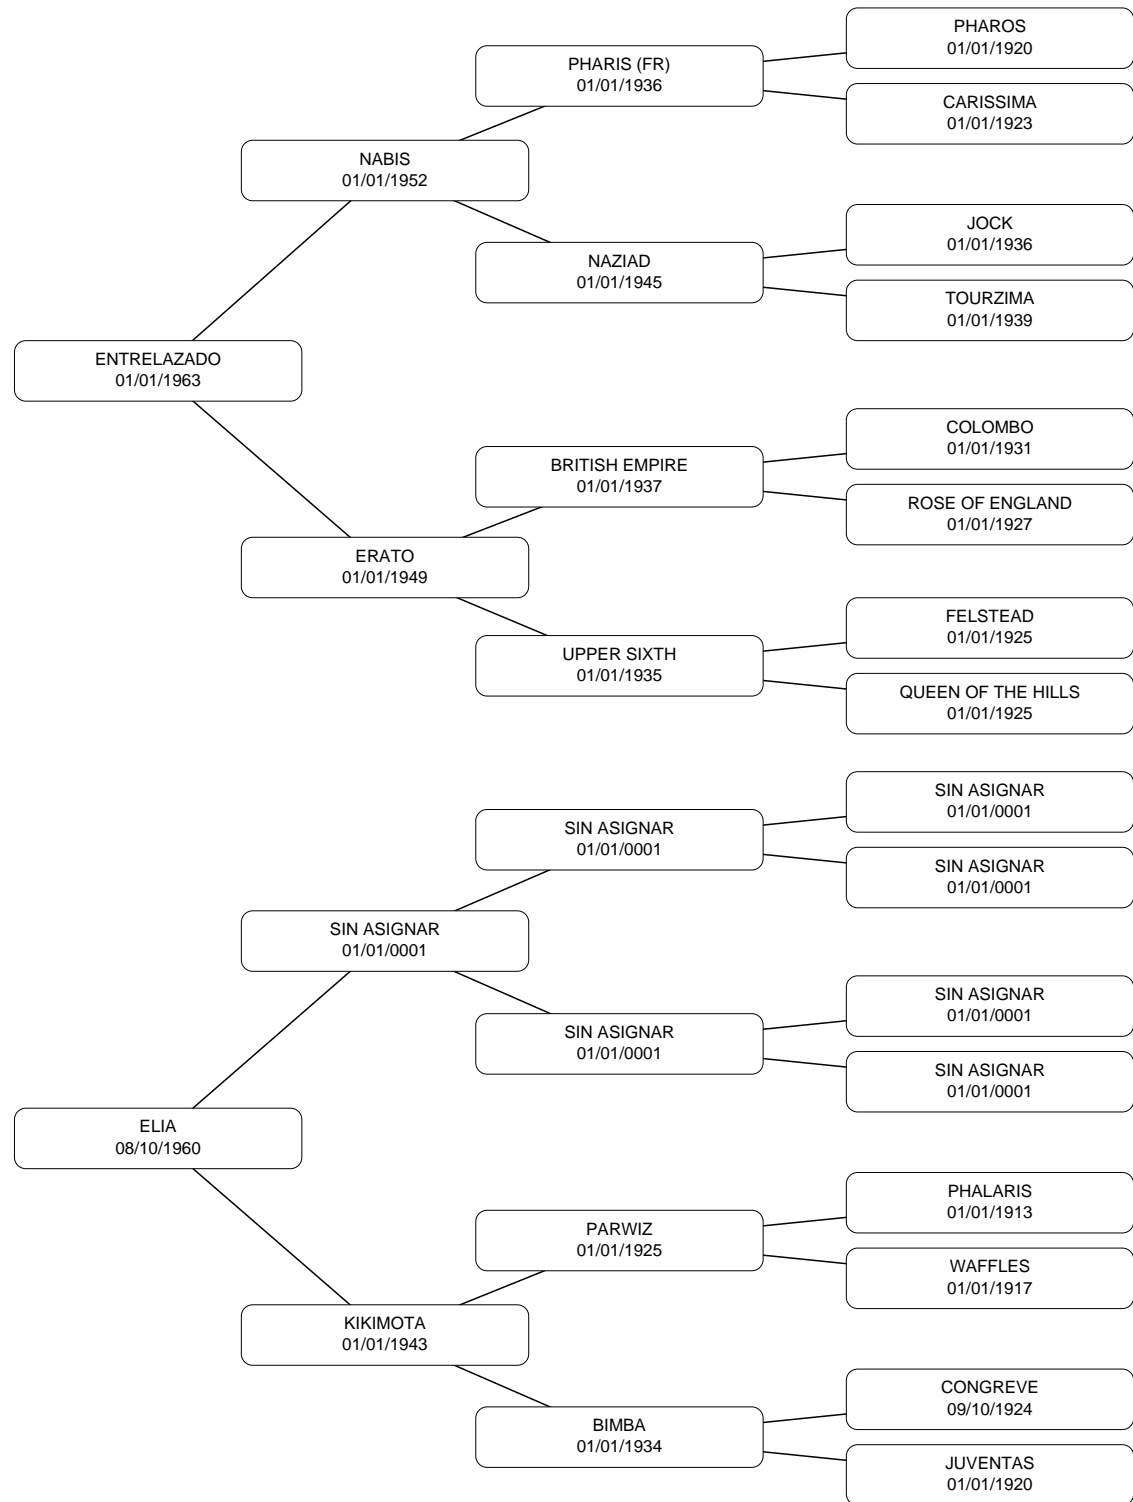 PHAROS
01/01/1920
PHARIS (FR)
01/01/1936
CARISSIMA
01/01/1923
NABIS
01/01/1952
JOCK
01/01/1936
NAZIAD
01/01/1945
TOURZIMA
01/01/1939
ENTRELAZADO
01/01/1963
COLOMBO
01/01/1931
BRITISH EMPIRE
01/01/1937
ROSE OF ENGLAND
01/01/1927
ERATO
01/01/1949
FELSTEAD
01/01/1925
UPPER SIXTH
01/01/1935
QUEEN OF THE HILLS
01/01/1925
SIN ASIGNAR
01/01/0001
SIN ASIGNAR
01/01/0001
SIN ASIGNAR
01/01/0001
SIN ASIGNAR
01/01/0001
SIN ASIGNAR
01/01/0001
SIN ASIGNAR
01/01/0001
SIN ASIGNAR
01/01/0001
ELIA
08/10/1960
PHALARIS
01/01/1913
PARWIZ
01/01/1925
WAFFLES
01/01/1917
KIKIMOTA
01/01/1943
CONGREVE
09/10/1924
BIMBA
01/01/1934
JUVENTAS
01/01/1920